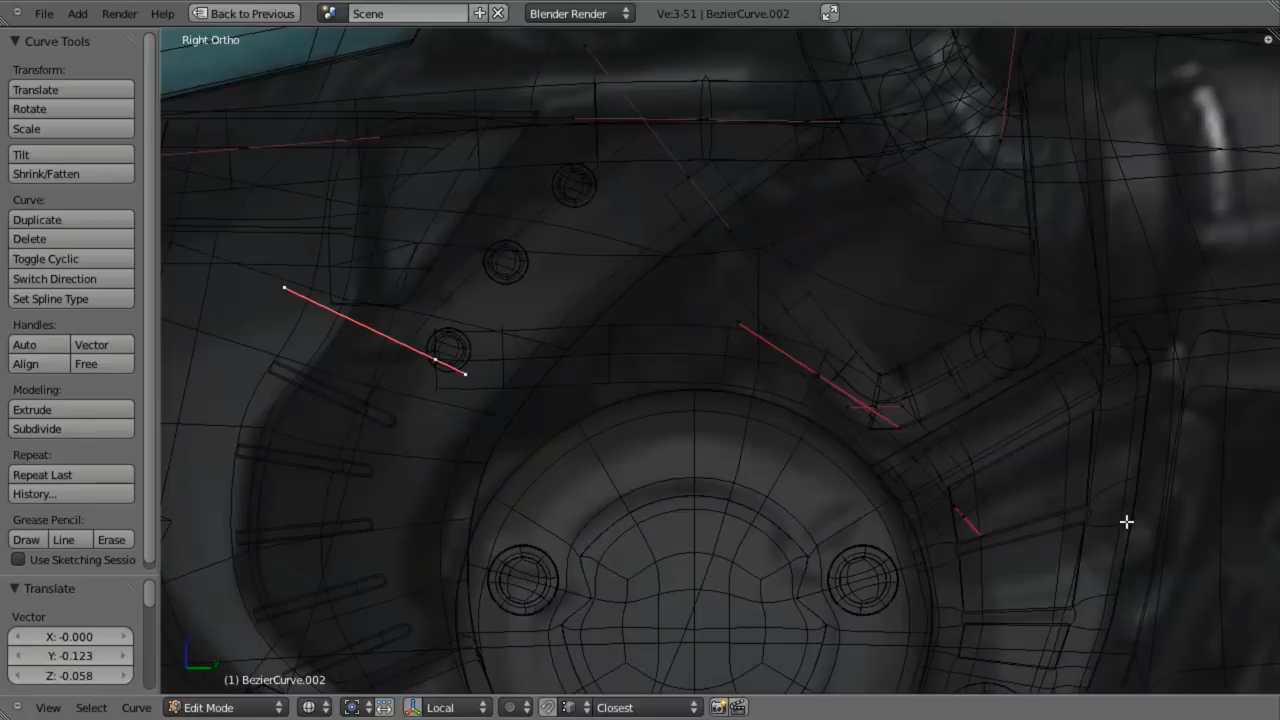 File Add Render Help Back to Previous Scene Blender Render Ve:3-51 | BezierCurve.002
Curve Tools
Right Ortho
Transform:
Translate
Rotate
Scale
Tilt
Shrink/Fatten
Curve:
Duplicate
Delete
Toggle Cyclic
Switch Direction
Set Spline Type
Handles:
Auto Vector
Align Free
Modeling:
Extrude
Subdivide
Repeat:
Repeat Last
History...
Grease Pencil:
Draw Line Erase
Use Sketching Sessio
Translate
Vector
X: -0.000
Y: -0.123
Z: -0.058
Y
(1) BezierCurve.002
View Select Curve Edit Mode Local Closest